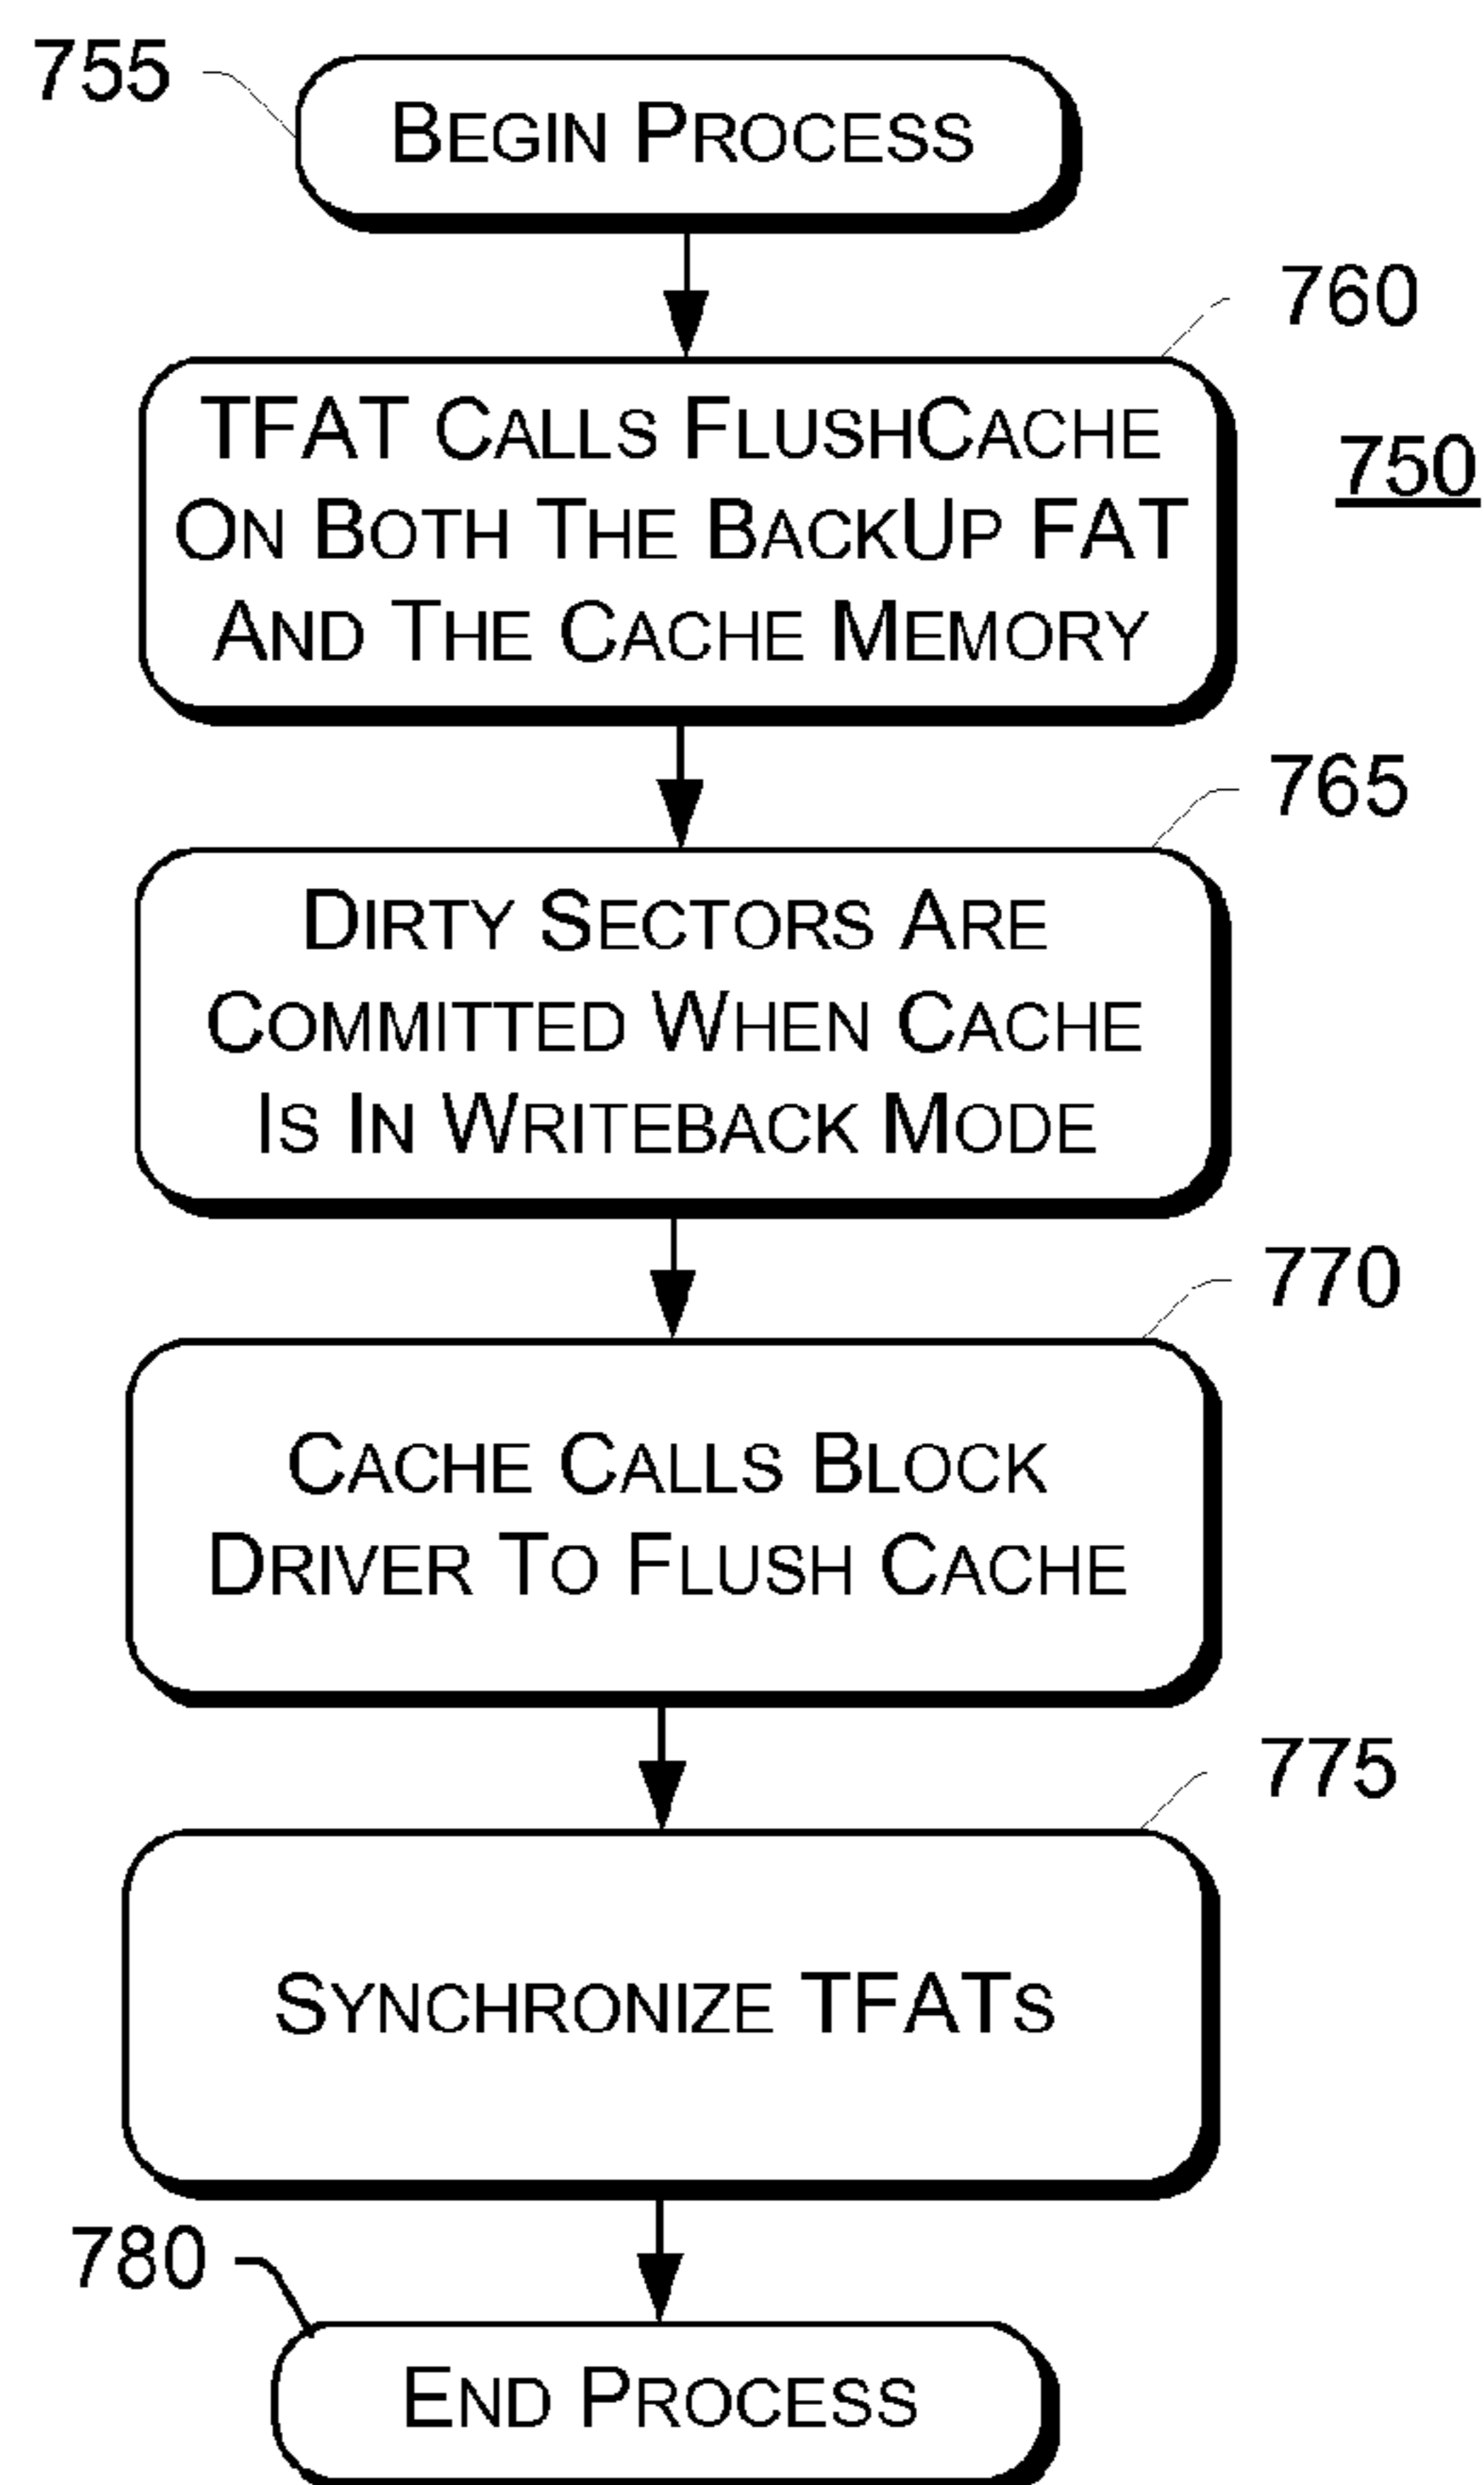 755
BEGIN PROCESS
760
TFAT CALLS FLUSHCACHE
ON BOTH THE BACKUP FAT
AND THE CACHE MEMORY
750
765
DIRTY SECTORS ARE
COMMITTED WHEN CACHE
IS IN WRITEBACK MODE
770
CACHE CALLS BLOCK
DRIVER TO FLUSH CACHE
775
SYNCHRONIZE TFATS
780
END PROCESS